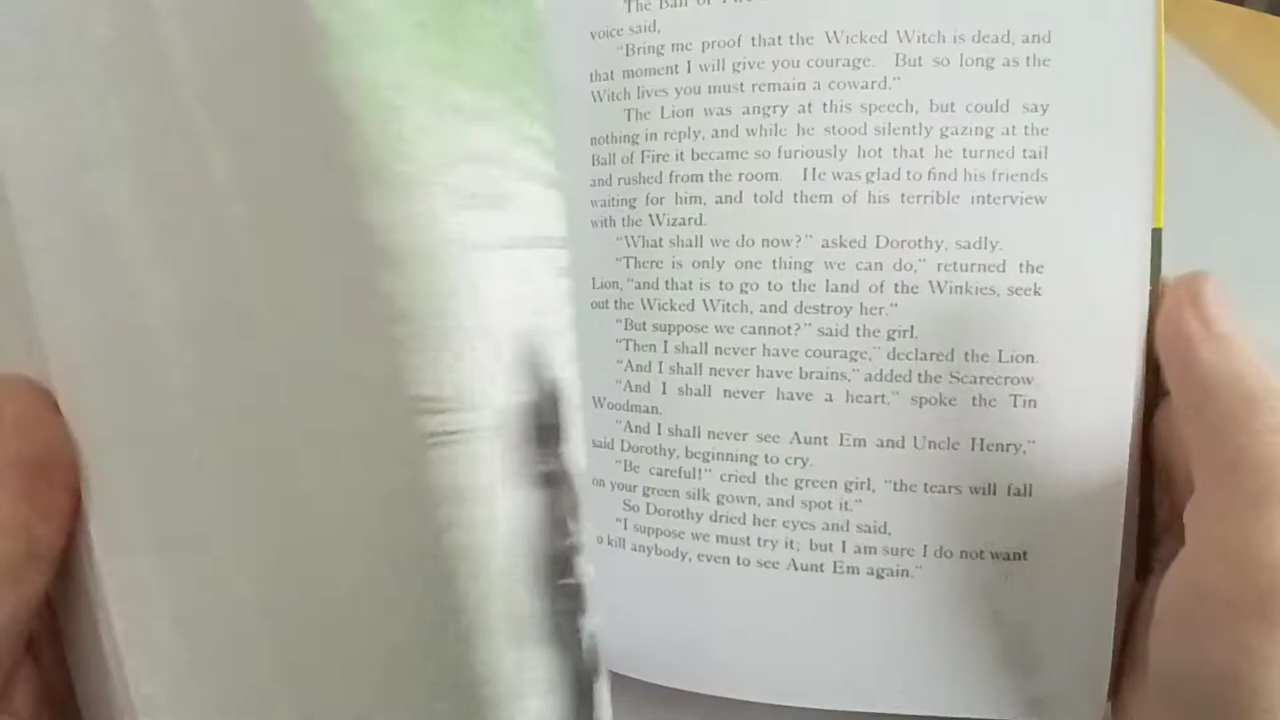 The Ball of Fire
voice said,
“Bring me proof that the Wicked Witch is dead, and
that moment I will give you courage. But so long as the
Witch lives you must remain a coward.”
The Lion was angry at this speech, but could say
nothing in reply, and while he stood silently gazing at the
Ball of Fire it became so furiously hot that he turned tail
and rushed from the room. He was glad to find his friends
waiting for him, and told them of his terrible interview
with the Wizard.
“What shall we do now?” asked Dorothy, sadly.
“There is only one thing we can do,” returned the
Lion, “and that is to go to the land of the Winkies, seek
out the Wicked Witch, and destroy her.”
“But suppose we cannot?” said the girl.
“Then I shall never have courage,” declared the Lion.
“And I shall never have brains,” added the Scarecrow
“And I shall never have a heart,” spoke the Tin
Woodman.
“And I shall never see Aunt Em and Uncle Henry,”
said Dorothy, beginning to cry.
“Be careful!” cried the green girl, “the tears will fall
on your green silk gown, and spot it.”
So Dorothy dried her eyes and said,
“I suppose we must try it; but I am sure I do not want
o kill anybody, even to see Aunt Em again.”